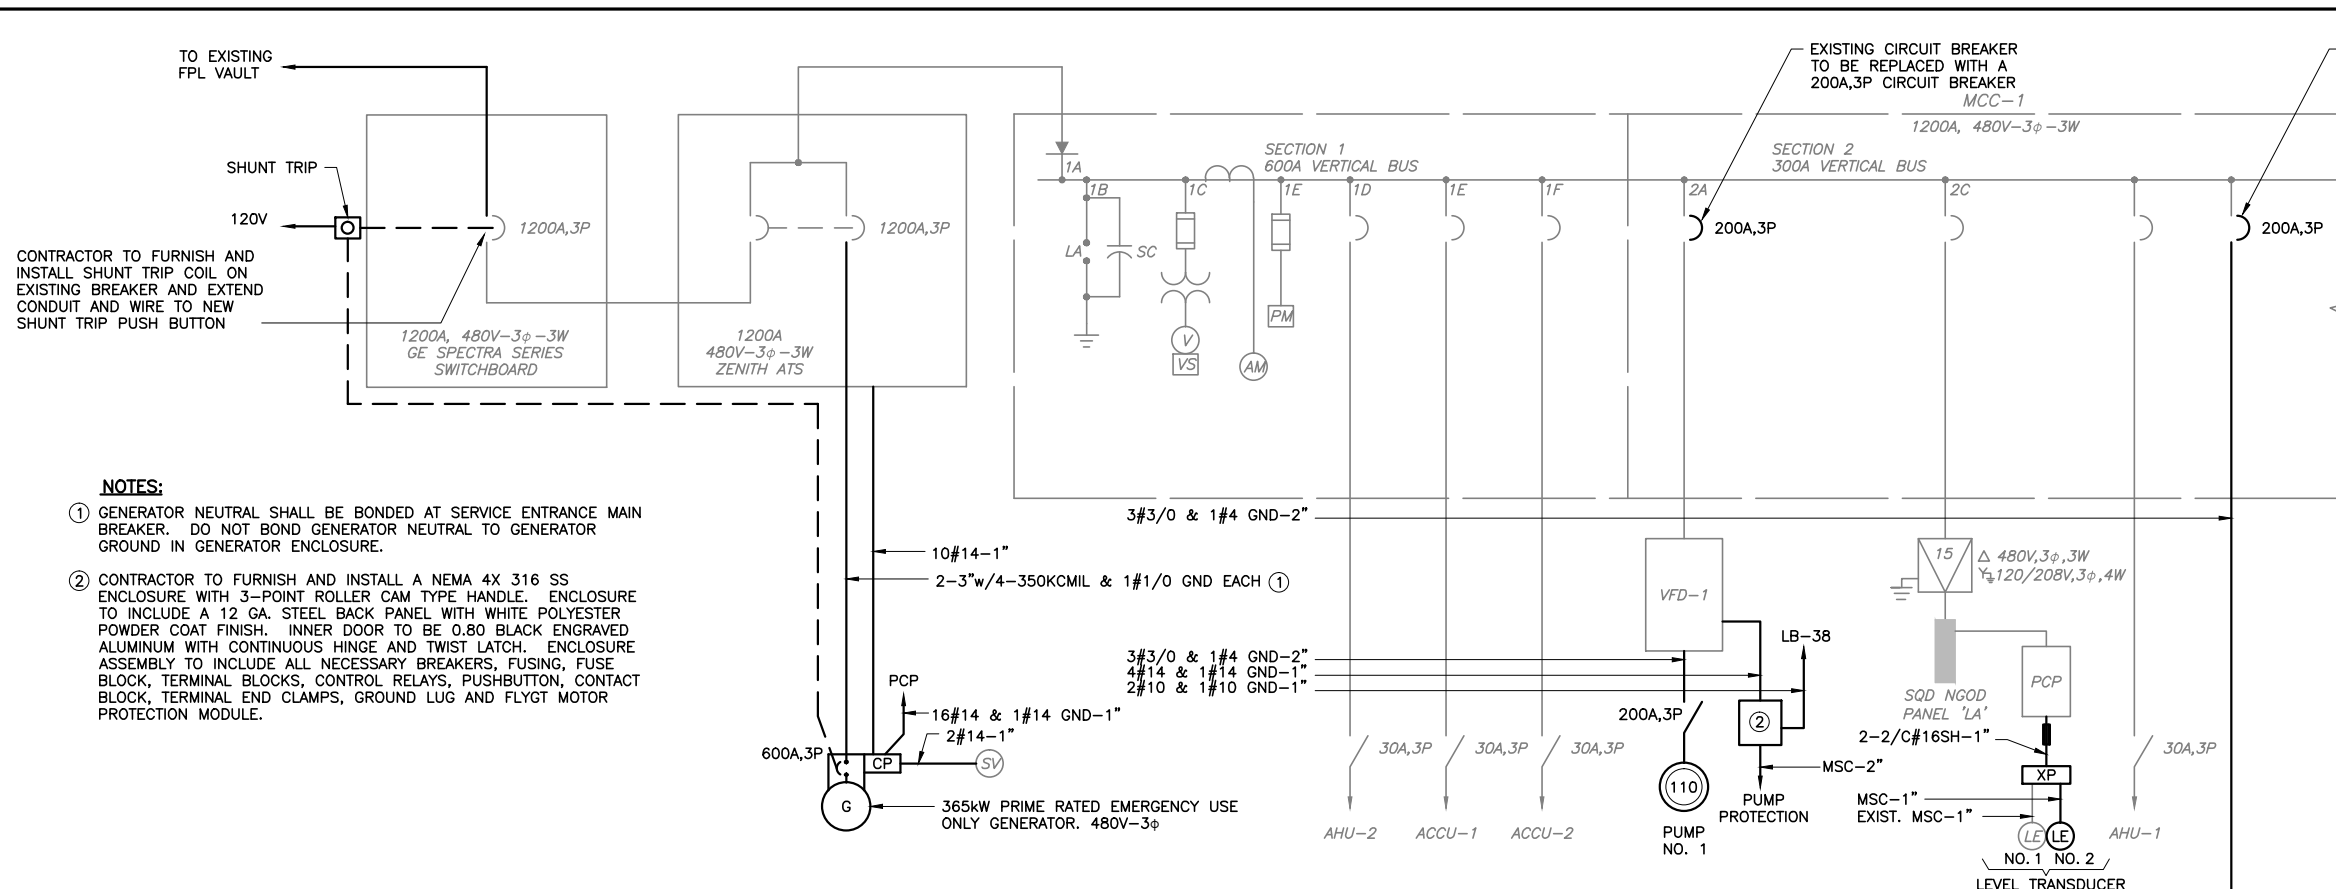 TO EXISTING
FPL VAULT
SHUNT TRIP
120V
CONTRACTOR TO FURNISH AND
INSTALL SHUNT TRIP COIL ON
EXISTING BREAKER AND EXTEND
CONDUIT AND WIRE TO NEW
SHUNT TRIP PUSH BUTTON
1200A,3P
1200A, 480V-3φ-3W
GE SPECTRA SERIES
SWITCHBOARD
1200A,3P
1200A
480V-3φ-3W
ZENITH ATS
EXISTING CIRCUIT BREAKER
TO BE REPLACED WITH A
200A,3P CIRCUIT BREAKER
MCC-1
1200A, 480V-3φ-3W
SECTION 1
600A VERTICAL BUS
SECTION 2
300A VERTICAL BUS
1A
1B
1C
1E
1D
1E
1F
2A
2C
LA
SC
PM
V
VS
AM
200A,3P
200A,3P
NOTES:
1 GENERATOR NEUTRAL SHALL BE BONDED AT SERVICE ENTRANCE MAIN
BREAKER. DO NOT BOND GENERATOR NEUTRAL TO GENERATOR
GROUND IN GENERATOR ENCLOSURE.
2 CONTRACTOR TO FURNISH AND INSTALL A NEMA 4X 316 SS
ENCLOSURE WITH 3-POINT ROLLER CAM TYPE HANDLE. ENCLOSURE
TO INCLUDE A 12 GA. STEEL BACK PANEL WITH WHITE POLYESTER
POWDER COAT FINISH. INNER DOOR TO BE 0.80 BLACK ENGRAVED
ALUMINUM WITH CONTINUOUS HINGE AND TWIST LATCH. ENCLOSURE
ASSEMBLY TO INCLUDE ALL NECESSARY BREAKERS, FUSING, FUSE
BLOCK, TERMINAL BLOCKS, CONTROL RELAYS, PUSHBUTTON, CONTACT
BLOCK, TERMINAL END CLAMPS, GROUND LUG AND FLYGT MOTOR
PROTECTION MODULE.
3#3/0 & 1#4 GND-2"
10#14-1"
2-3"w/4-350KCMIL & 1#1/0 GND EACH 1
3#3/0 & 1#4 GND-2"
4#14 & 1#14 GND-1"
2#10 & 1#10 GND-1"
PCP
16#14 & 1#14 GND-1"
2#14-1"
600A,3P
CP
SV
G
365kW PRIME RATED EMERGENCY USE
ONLY GENERATOR. 480V-3φ
30A,3P
30A,3P
30A,3P
AHU-2
ACCU-1
ACCU-2
VFD-1
LB-38
200A,3P
2
110
MSC-2"
PUMP
PROTECTION
PUMP
NO. 1
15
Δ 480V,3φ,3W
120/208V,3φ,4W
SQD NGOD
PANEL 'LA'
PCP
2-2/C#16SH-1"
XP
MSC-1"
EXIST. MSC-1"
LE
LE
NO. 1 NO. 2
LEVEL TRANSDUCER
30A,3P
AHU-1